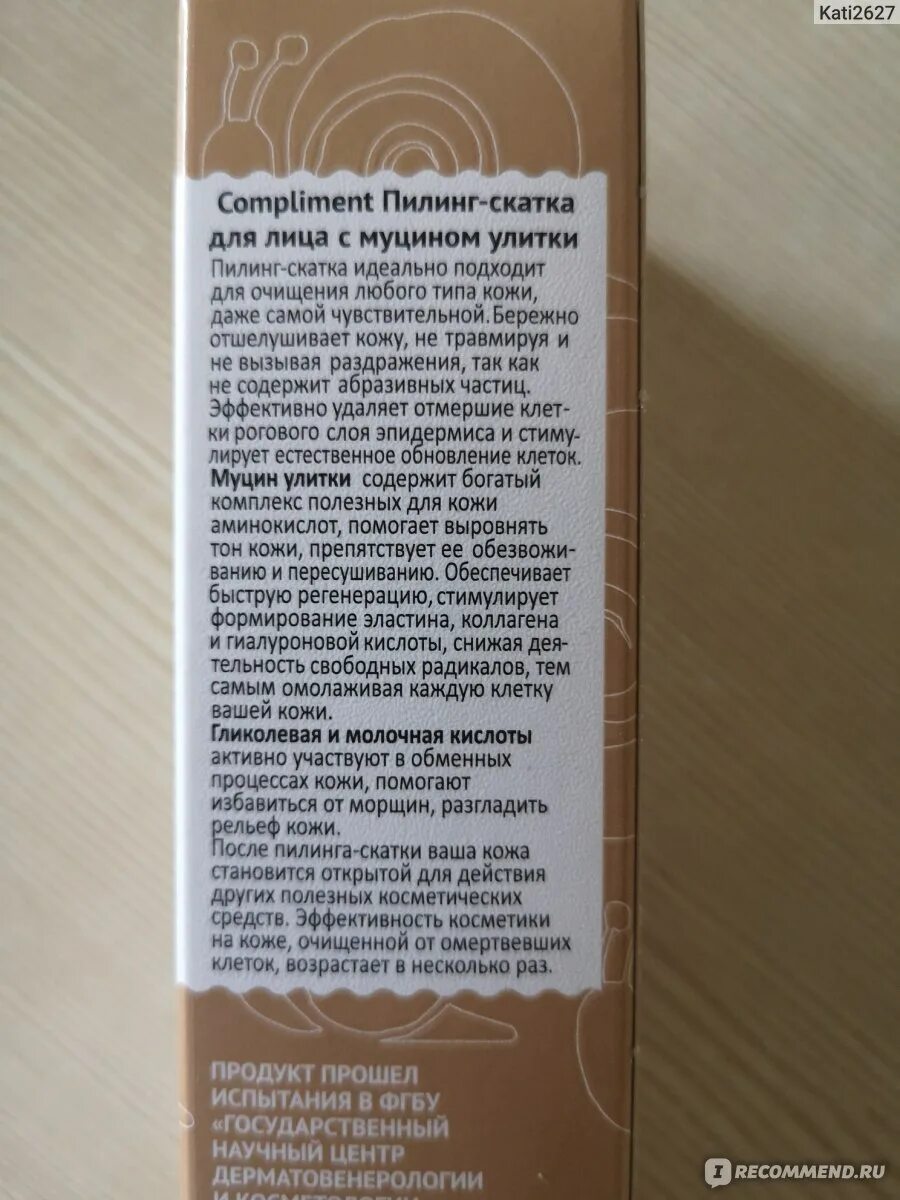 Kati2627
Compliment Пилинг-скатка
для лица с муцином улитки
Пилинг-скатка идеально подходит
для очищения любого типа кожи,
даже самой чувствительной. Бережно
отшелушивает кожу, не травмируя и
не вызывая раздражения, так как
не содержит абразивных частиц.
Эффективно удаляет отмершие клет-
ки рогового слоя эпидермиса и стиму-
лирует естественное обновление клеток.
Муцин улитки содержит богатый
комплекс полезных для кожи
аминокислот, помогает выровнять
тон кожи, препятствует ее обезвожи-
ванию и пересушиванию. Обеспечивает
быструю регенерацию, стимулирует
формирование эластина, коллагена
и гиалуроновой кислоты, снижая дея-
тельность свободных радикалов, тем
самым омолаживая каждую клетку
вашей кожи.
Гликолевая и молочная кислоты
активно участвуют в обменных
процессах кожи, помогают
избавиться от морщин, разгладить
рельеф кожи.
После пилинга-скатки ваша кожа
становится открытой для действия
других полезных косметических
средств. Эффективность косметики
на коже, очищенной от омертвевших
клеток, возрастает в несколько раз.
ПРОДУКТ ПРОШЕЛ
ИСПЫТАНИЯ В ФГБУ
«ГОСУДАРСТВЕННЫЙ
НАУЧНЫЙ ЦЕНТР
ДЕРМАТОВЕНЕРОЛОГИИ
И КОСМЕТОЛОГИИ
IRECOMMEND.RU